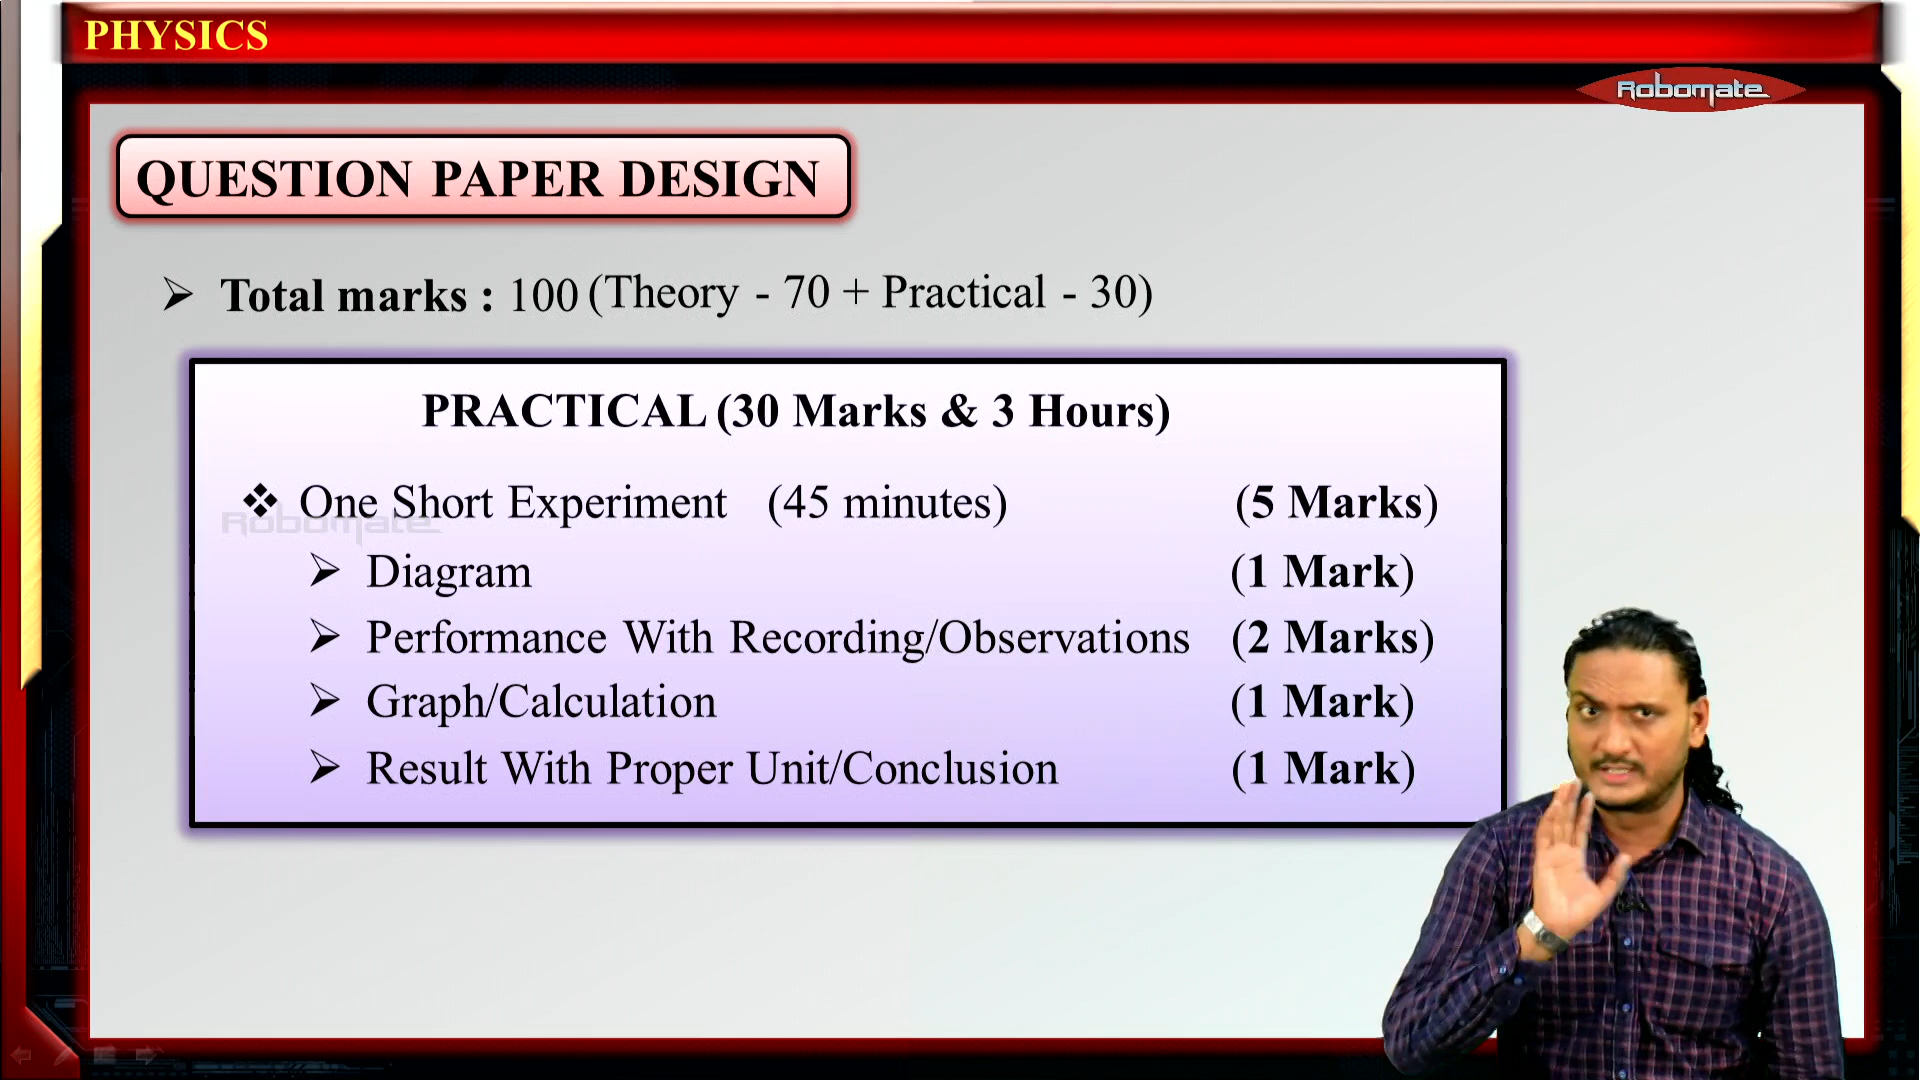 PHYSICS
Robomate
QUESTION PAPER DESIGN
➢ Total marks : 100 (Theory - 70 + Practical - 30)
PRACTICAL (30 Marks & 3 Hours)
❖ One Short Experiment (45 minutes) (5 Marks)
Robomate
➢ Diagram (1 Mark)
➢ Performance With Recording/Observations (2 Marks)
➢ Graph/Calculation (1 Mark)
➢ Result With Proper Unit/Conclusion (1 Mark)